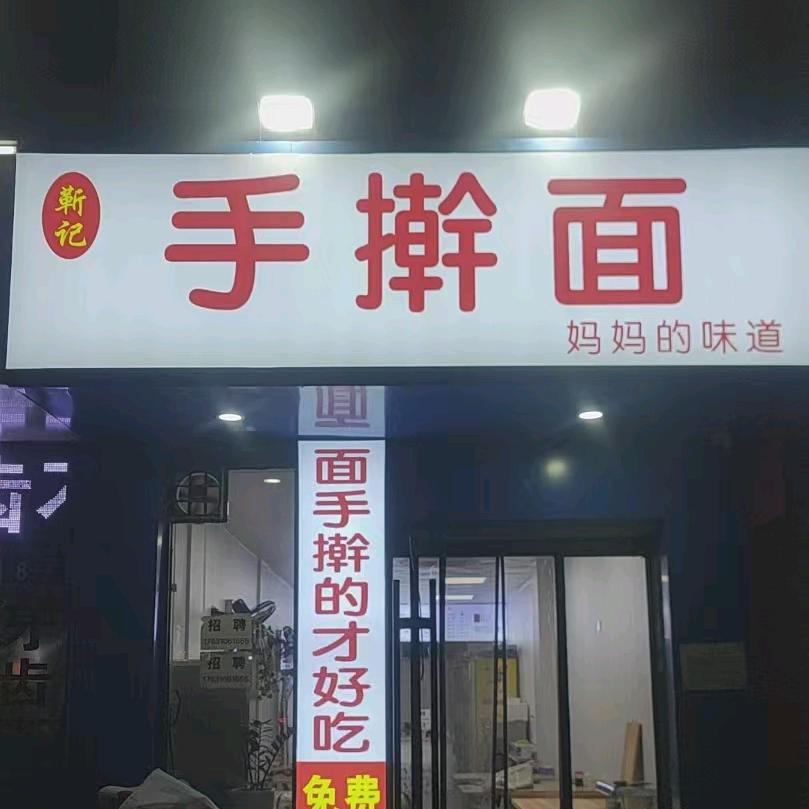 靳记
手擀面
妈妈的味道
面手擀的才好吃
免费
招聘
招聘